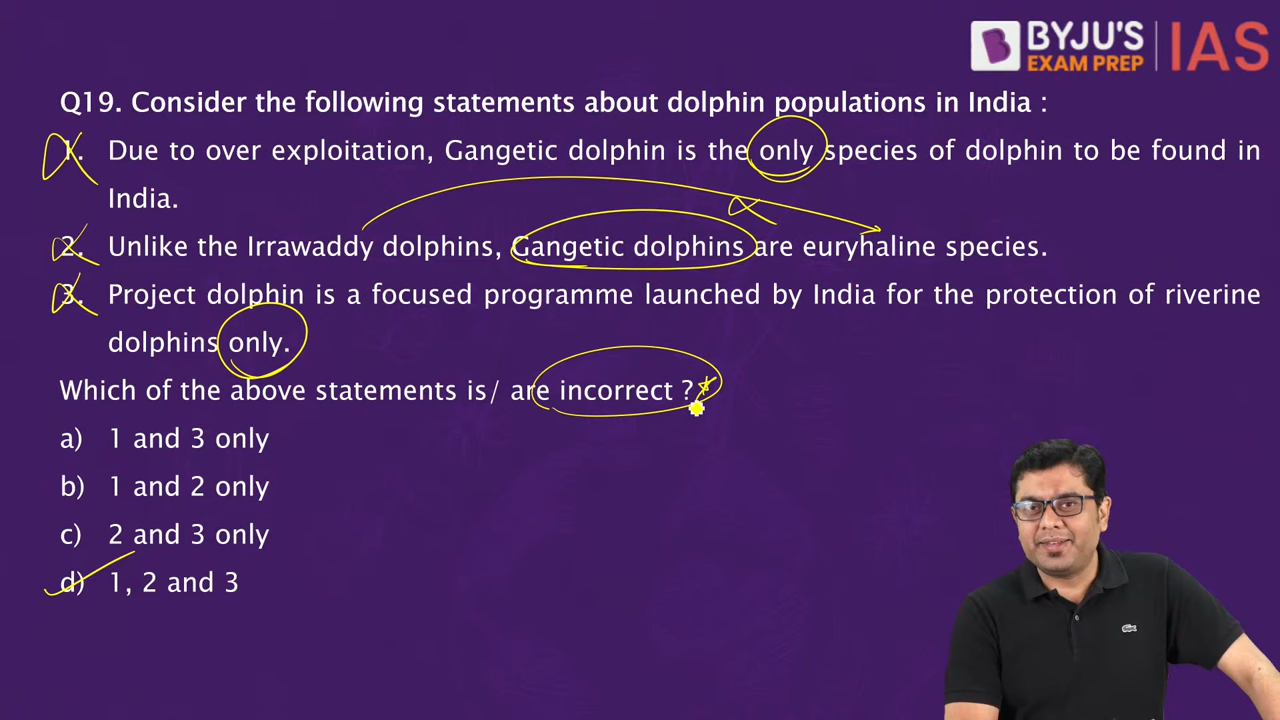 BYJU'S
EXAM PREP
IAS
Q19. Consider the following statements about dolphin populations in India :
1. Due to over exploitation, Gangetic dolphin is the only species of dolphin to be found in
India.
2. Unlike the Irrawaddy dolphins, Gangetic dolphins are euryhaline species.
3. Project dolphin is a focused programme launched by India for the protection of riverine
dolphins only.
Which of the above statements is/ are incorrect ?
a) 1 and 3 only
b) 1 and 2 only
c) 2 and 3 only
d) 1, 2 and 3